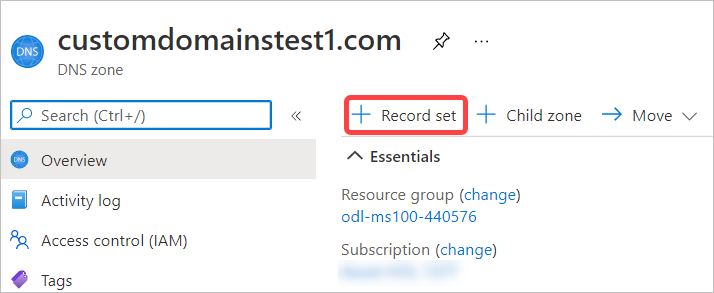 customdomainstest1.com
DNS
DNS zone
Search (Ctrl+/)
«
Record set
Child zone
Move
Overview
Essentials
Activity log
Resource group (change)
odl-ms100-440576
Access control (IAM)
Subscription (change)
Tags